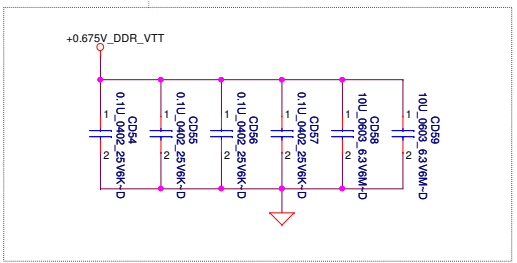 +0.675V_DDR_VTT
1
2
CD54
0.1U_0402_25V6K~D
1
2
CD55
0.1U_0402_25V6K~D
1
2
CD56
0.1U_0402_25V6K~D
1
2
CD57
0.1U_0402_25V6K~D
1
2
CD58
10U_0603_6.3V6M~D
1
2
CD59
10U_0603_6.3V6M~D